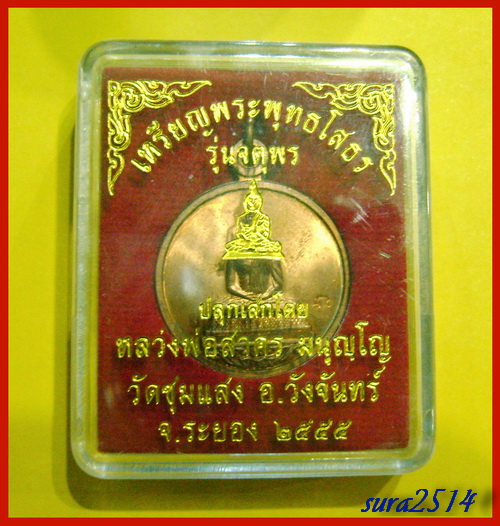 เหรียญพระพุทธโสธร
รุ่นจตุพร
ปลุกเสกโดย
หลวงพ่อสาคร มนุญฺโญ
วัดชุมแสง อ.วังจันทร์
จ.ระยอง ๒๕๕๕
sura2514